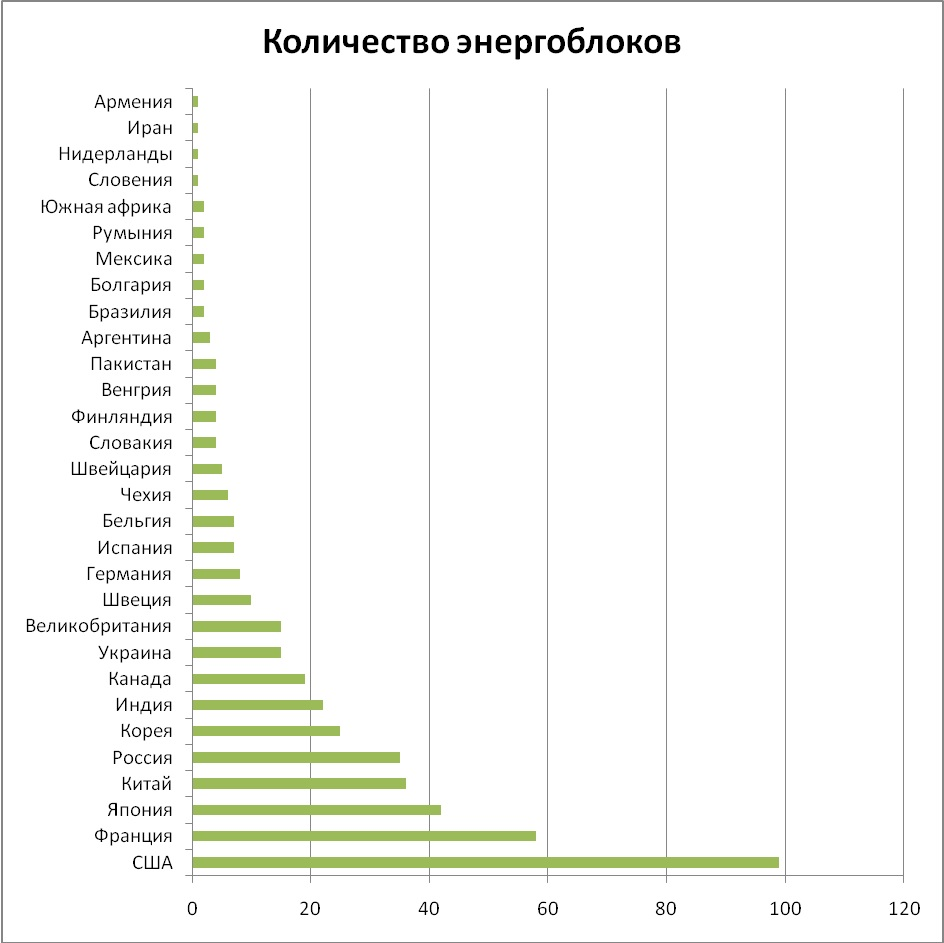 Количество энергоблоков
Армения
Иран
Нидерланды
Словения
Южная африка
Румыния
Мексика
Болгария
Бразилия
Аргентина
Пакистан
Венгрия
Финляндия
Словакия
Швейцария
Чехия
Бельгия
Испания
Германия
Швеция
Великобритания
Украина
Канада
Индия
Корея
Россия
Китай
Япония
Франция
США
0 20 40 60 80 100 120